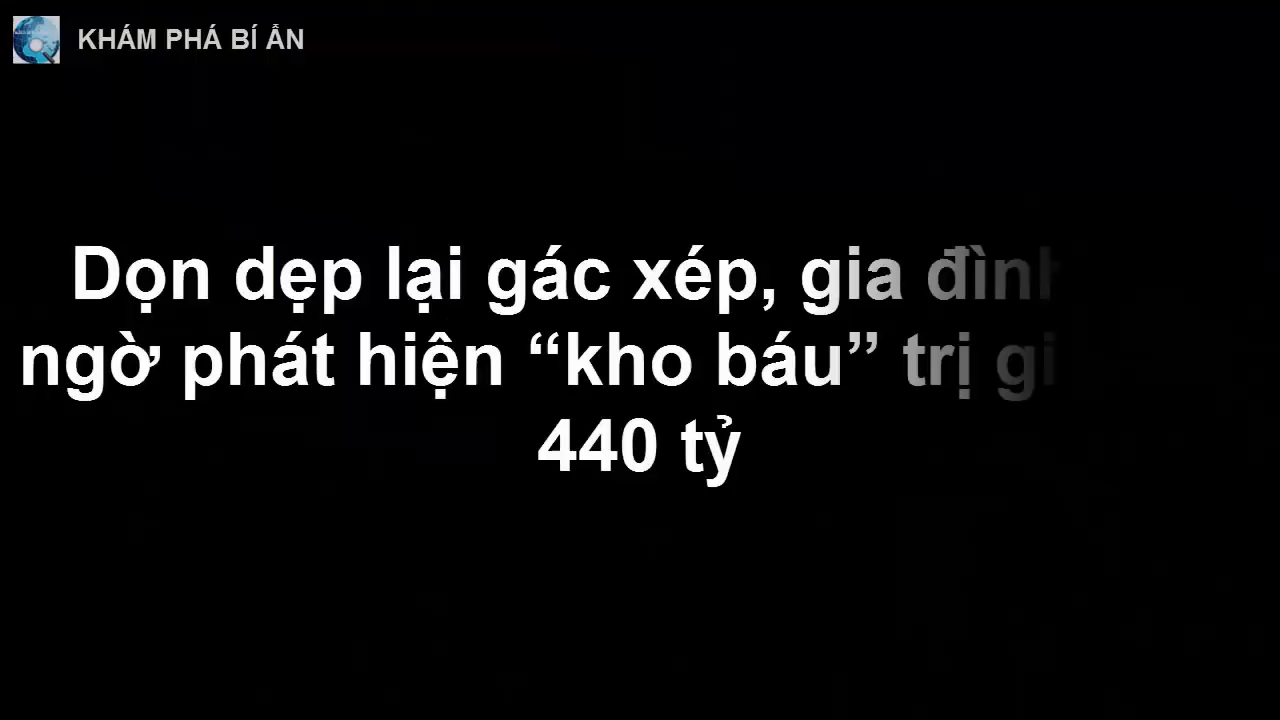 KHÁM PHÁ BÍ ẨN
Dọn dẹp lại gác xép, gia đình
ngờ phát hiện “kho báu” trị gi
440 tỷ